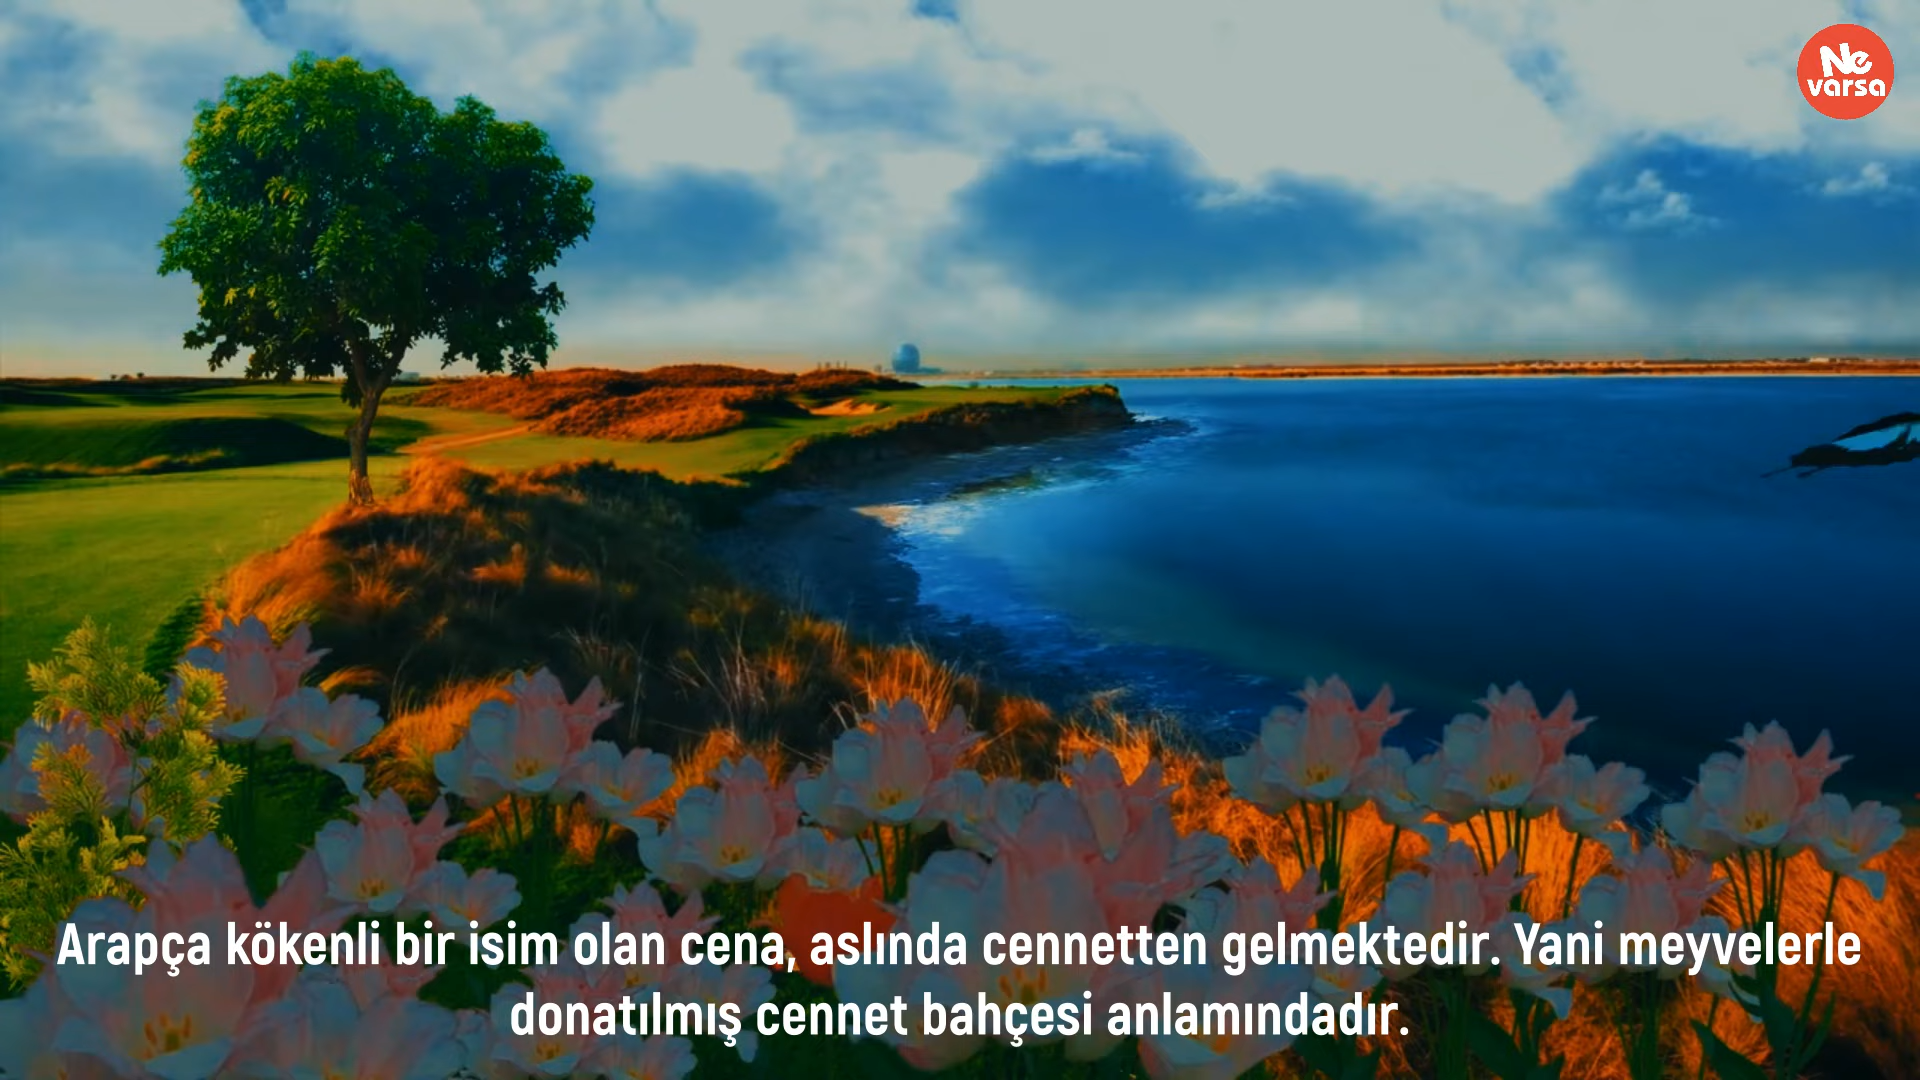 Ne
varsa
Arapça kökenli bir isim olan cena, aslında cennetten gelmektedir. Yani meyvelerle
donatılmış cennet bahçesi anlamındadır.